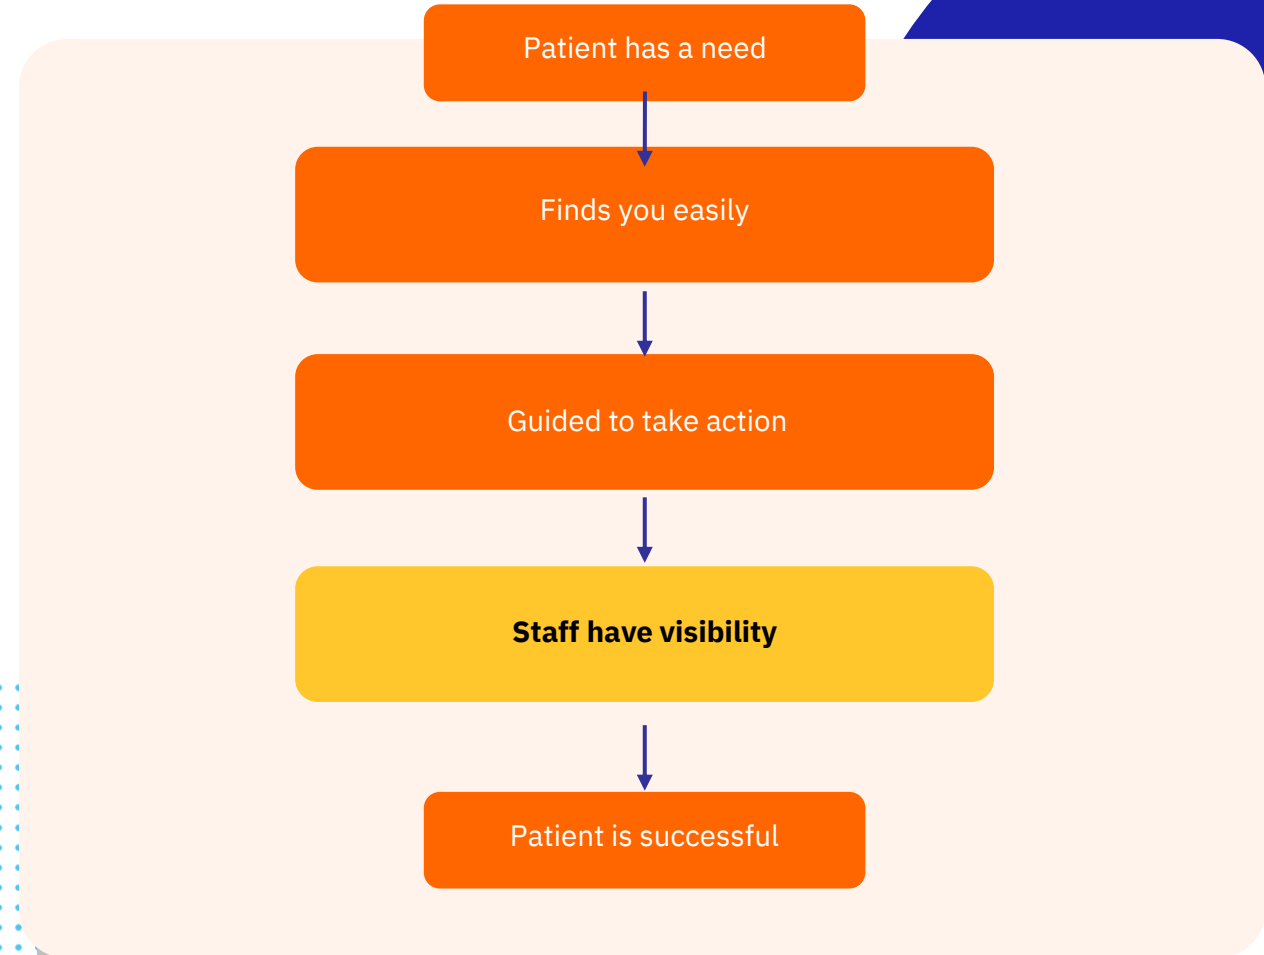 Patient has a need
Finds you easily
Guided to take action
Staff have visibility
Patient is successful